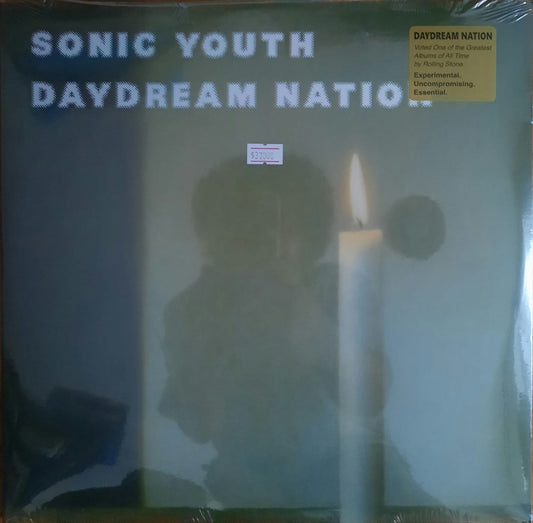 SONIC YOUTH
DAYDREAM NATION
DAYDREAM NATION
Voted One of the Greatest
Albums of All Time
by Rolling Stone.
Experimental.
Uncompromising.
Essential.